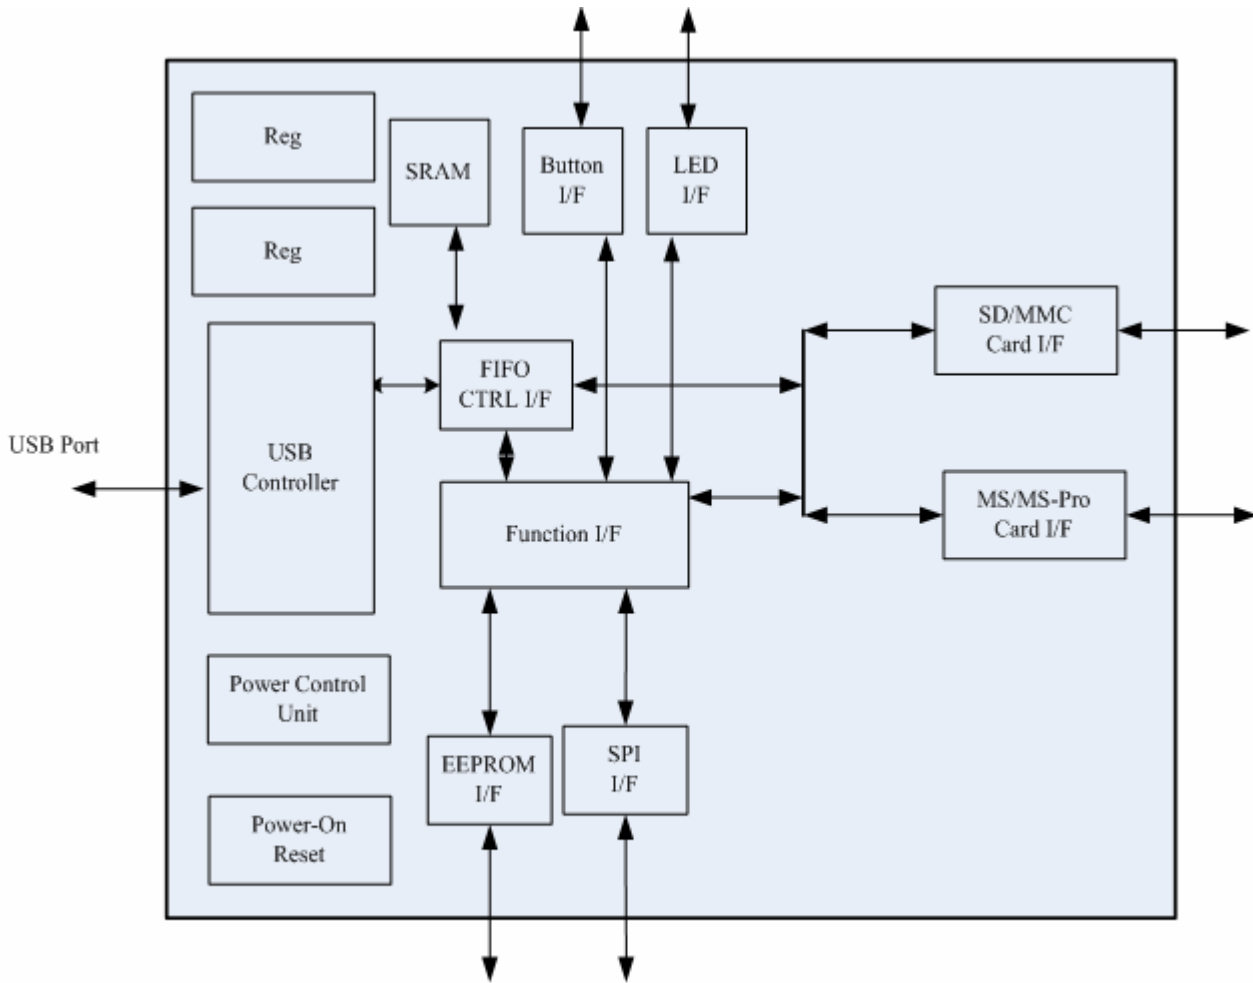 Reg
SRAM
Button
I/F
LED
I/F
Reg
SD/MMC
Card I/F
FIFO
CTRL I/F
USB Port
USB
Controller
MS/MS-Pro
Card I/F
Function I/F
Power Control
Unit
EEPROM
I/F
SPI
I/F
Power-On
Reset